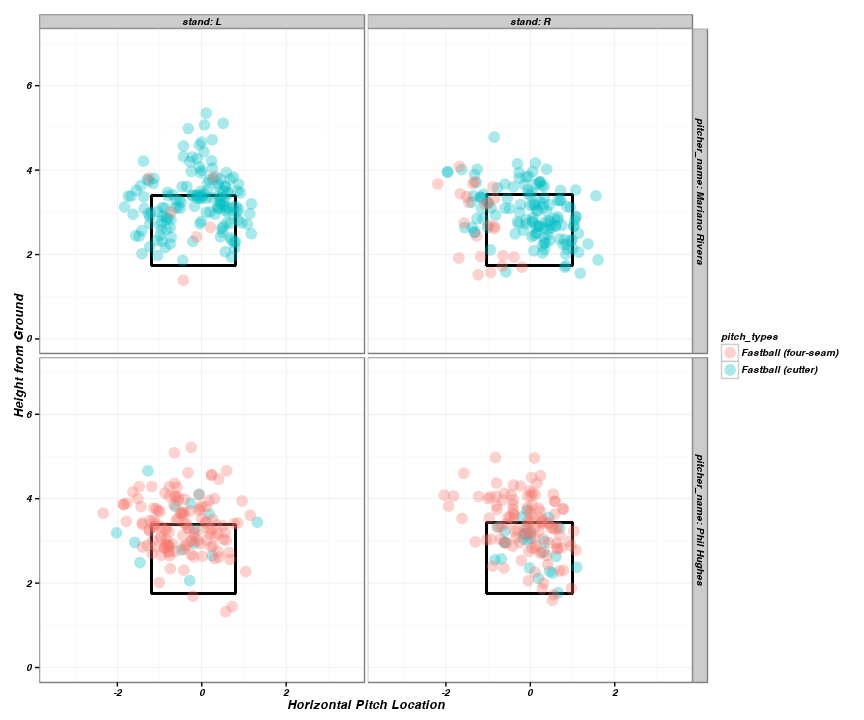 stand: L
stand: R
6
4
2
0
pitcher_name: Mariano Rivera
6
4
2
0
pitcher_name: Phil Hughes
-2
0
2
-2
0
2
Horizontal Pitch Location
Height from Ground
pitch_types
Fastball (four-seam)
Fastball (cutter)